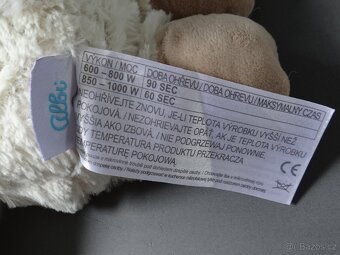 albi
VÝKON / MOC DOBA OHŘEVU / DOBA OHREVU / MAKSYMALNY CZAS
600 – 800 W 90 SEC
850 – 1000 W 60 SEC
NEOHŘÍVEJTE ZNOVU, JE-LI TEPLOTA VÝROBKU VYŠŠÍ NEŽ
POKOJOVÁ. / NEZOHRIEVAJTE OPÄŤ, AK JE TEPLOTA VÝROBKU
VYŠŠIA AKO IZBOVÁ. / NIE PODGRZEWAJ PONOWNIE,
GDY TEMPERATURA PRODUKTU PRZEKRACZA
TEMPERATURĘ POKOJOWĄ.
CE
Bazoš.cz